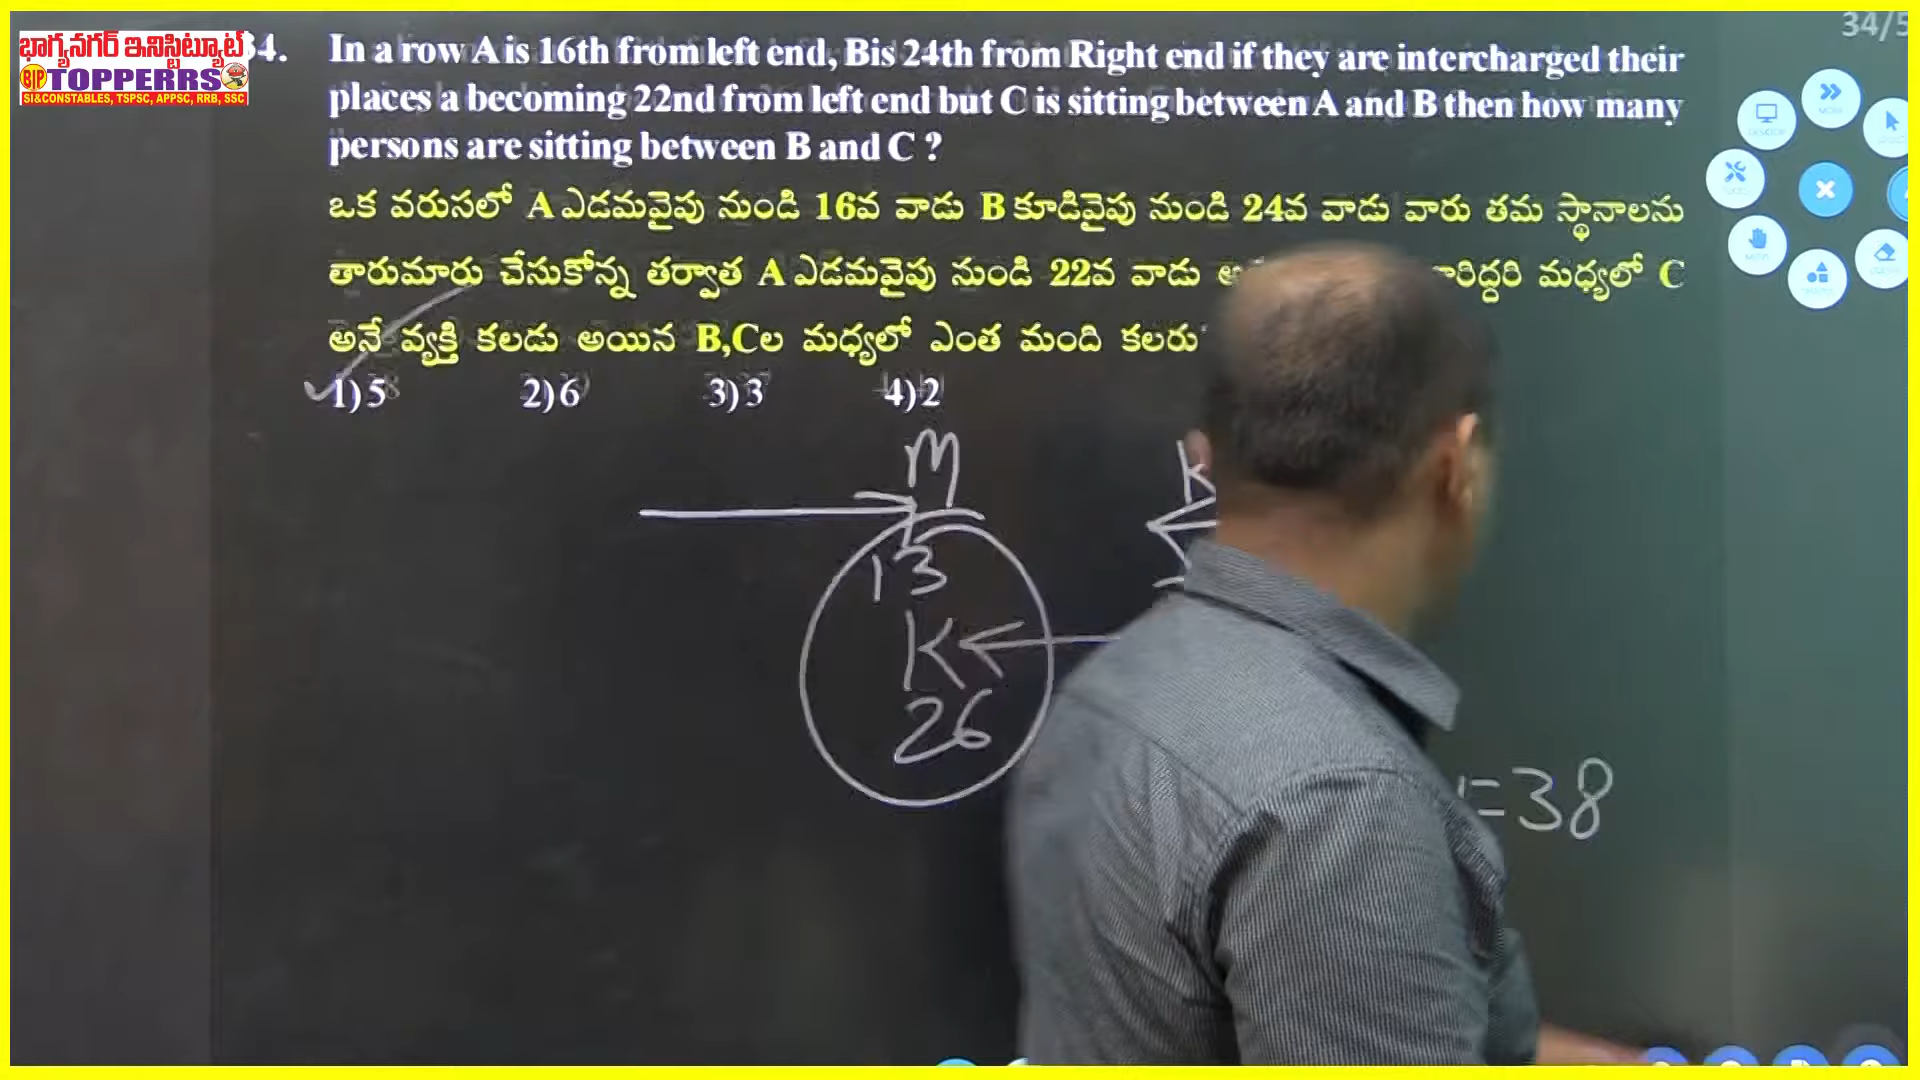 భాగ్యనగర్ ఇనిస్టిట్యూట్
BIP TOPPERRS
SI&CONSTABLES, TSPSC, APPSC, RRB, SSC
34/5
34. In a row A is 16th from left end, Bis 24th from Right end if they are intercharged their
places a becoming 22nd from left end but C is sitting between A and B then how many
persons are sitting between B and C ?
ఒక వరుసలో A ఎడమవైపు నుండి 16వ వాడు B కూడివైపు నుండి 24వ వాడు వారు తమ స్థానాలను
తారుమారు చేసుకోన్న తర్వాత A ఎడమవైపు నుండి 22వ వాడు మధ్యలో C
అనే వ్యక్తి కలడు అయిన B,Cల మధ్యలో ఎంత మంది కలరు
1) 5 2) 6 3) 3 4) 2
M K
13
K
26
=38